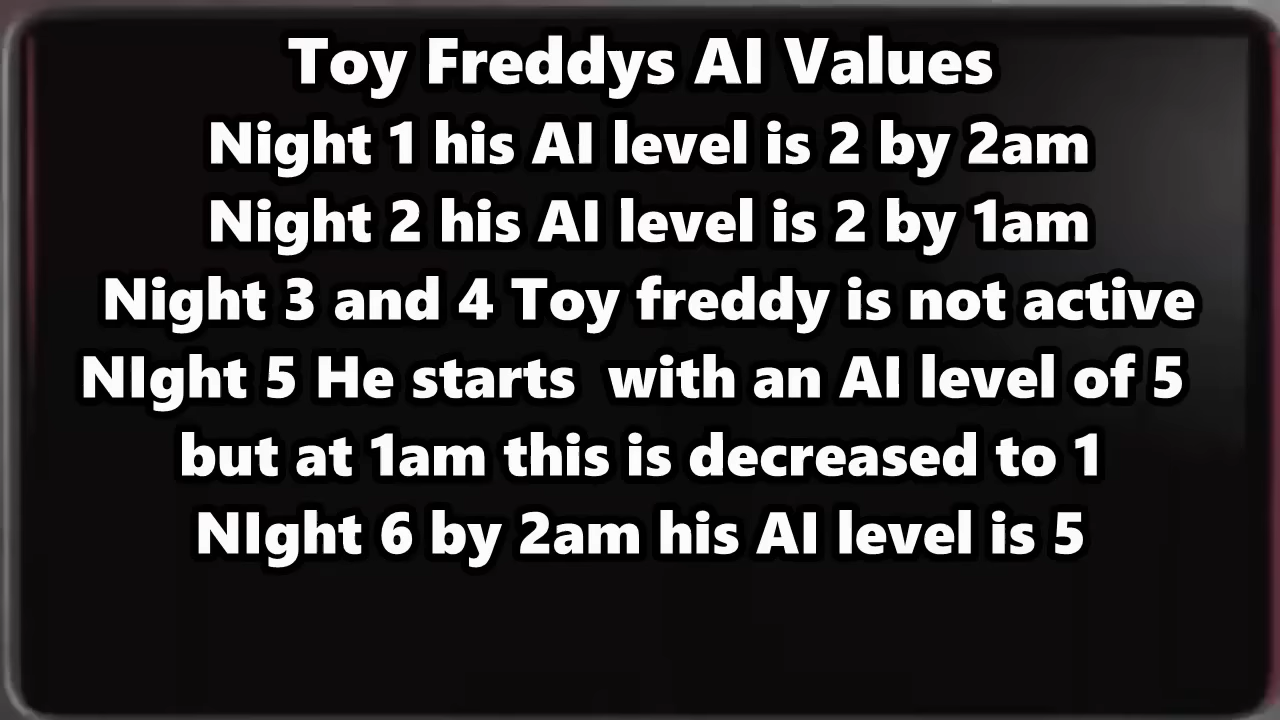 Toy Freddys AI Values
Night 1 his AI level is 2 by 2am
Night 2 his AI level is 2 by 1am
Night 3 and 4 Toy freddy is not active
NIght 5 He starts  with an AI level of 5
but at 1am this is decreased to 1
NIght 6 by 2am his AI level is 5